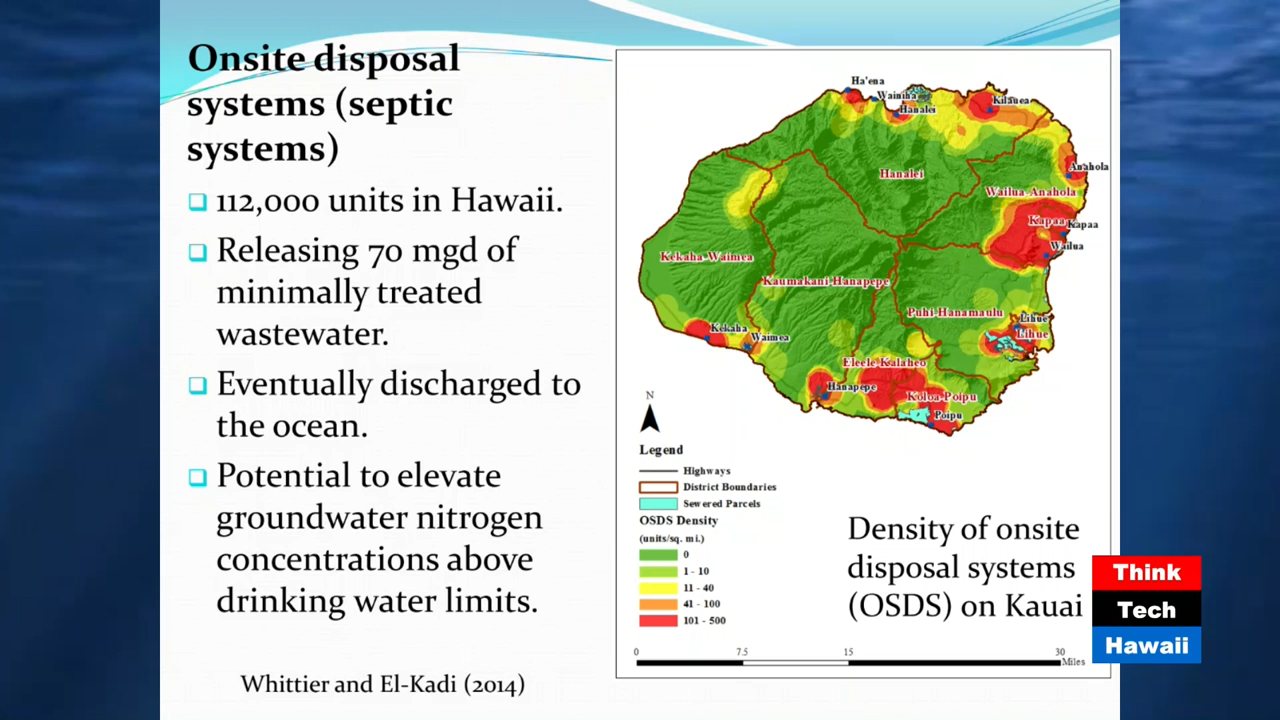 Onsite disposal
systems (septic
systems)
112,000 units in Hawaii.
Releasing 70 mgd of
minimally treated
wastewater.
Eventually discharged to
the ocean.
Potential to elevate
groundwater nitrogen
concentrations above
drinking water limits.
Whittier and El-Kadi (2014)
Ha'ena
Wainiha
Hanalei
Kilauea
Anahola
Hanalei
Wailua-Anahola
Kapaa
Kapaa
Wailua
Kekaha-Waimea
Kaumakani-Hanapepe
Puhi-Hanamaulu
Lihue
Lihue
Kekaha
Waimea
Eleele-Kalaheo
Hanapepe
Koloa-Poipu
Poipu
N
Legend
Highways
District Boundaries
Sewered Parcels
OSDS Density
(units/sq. mi.)
0
1 - 10
11 - 40
41 - 100
101 - 500
Density of onsite
disposal systems
(OSDS) on Kauai
0 7.5 15 30
Miles
Think
Tech
Hawaii